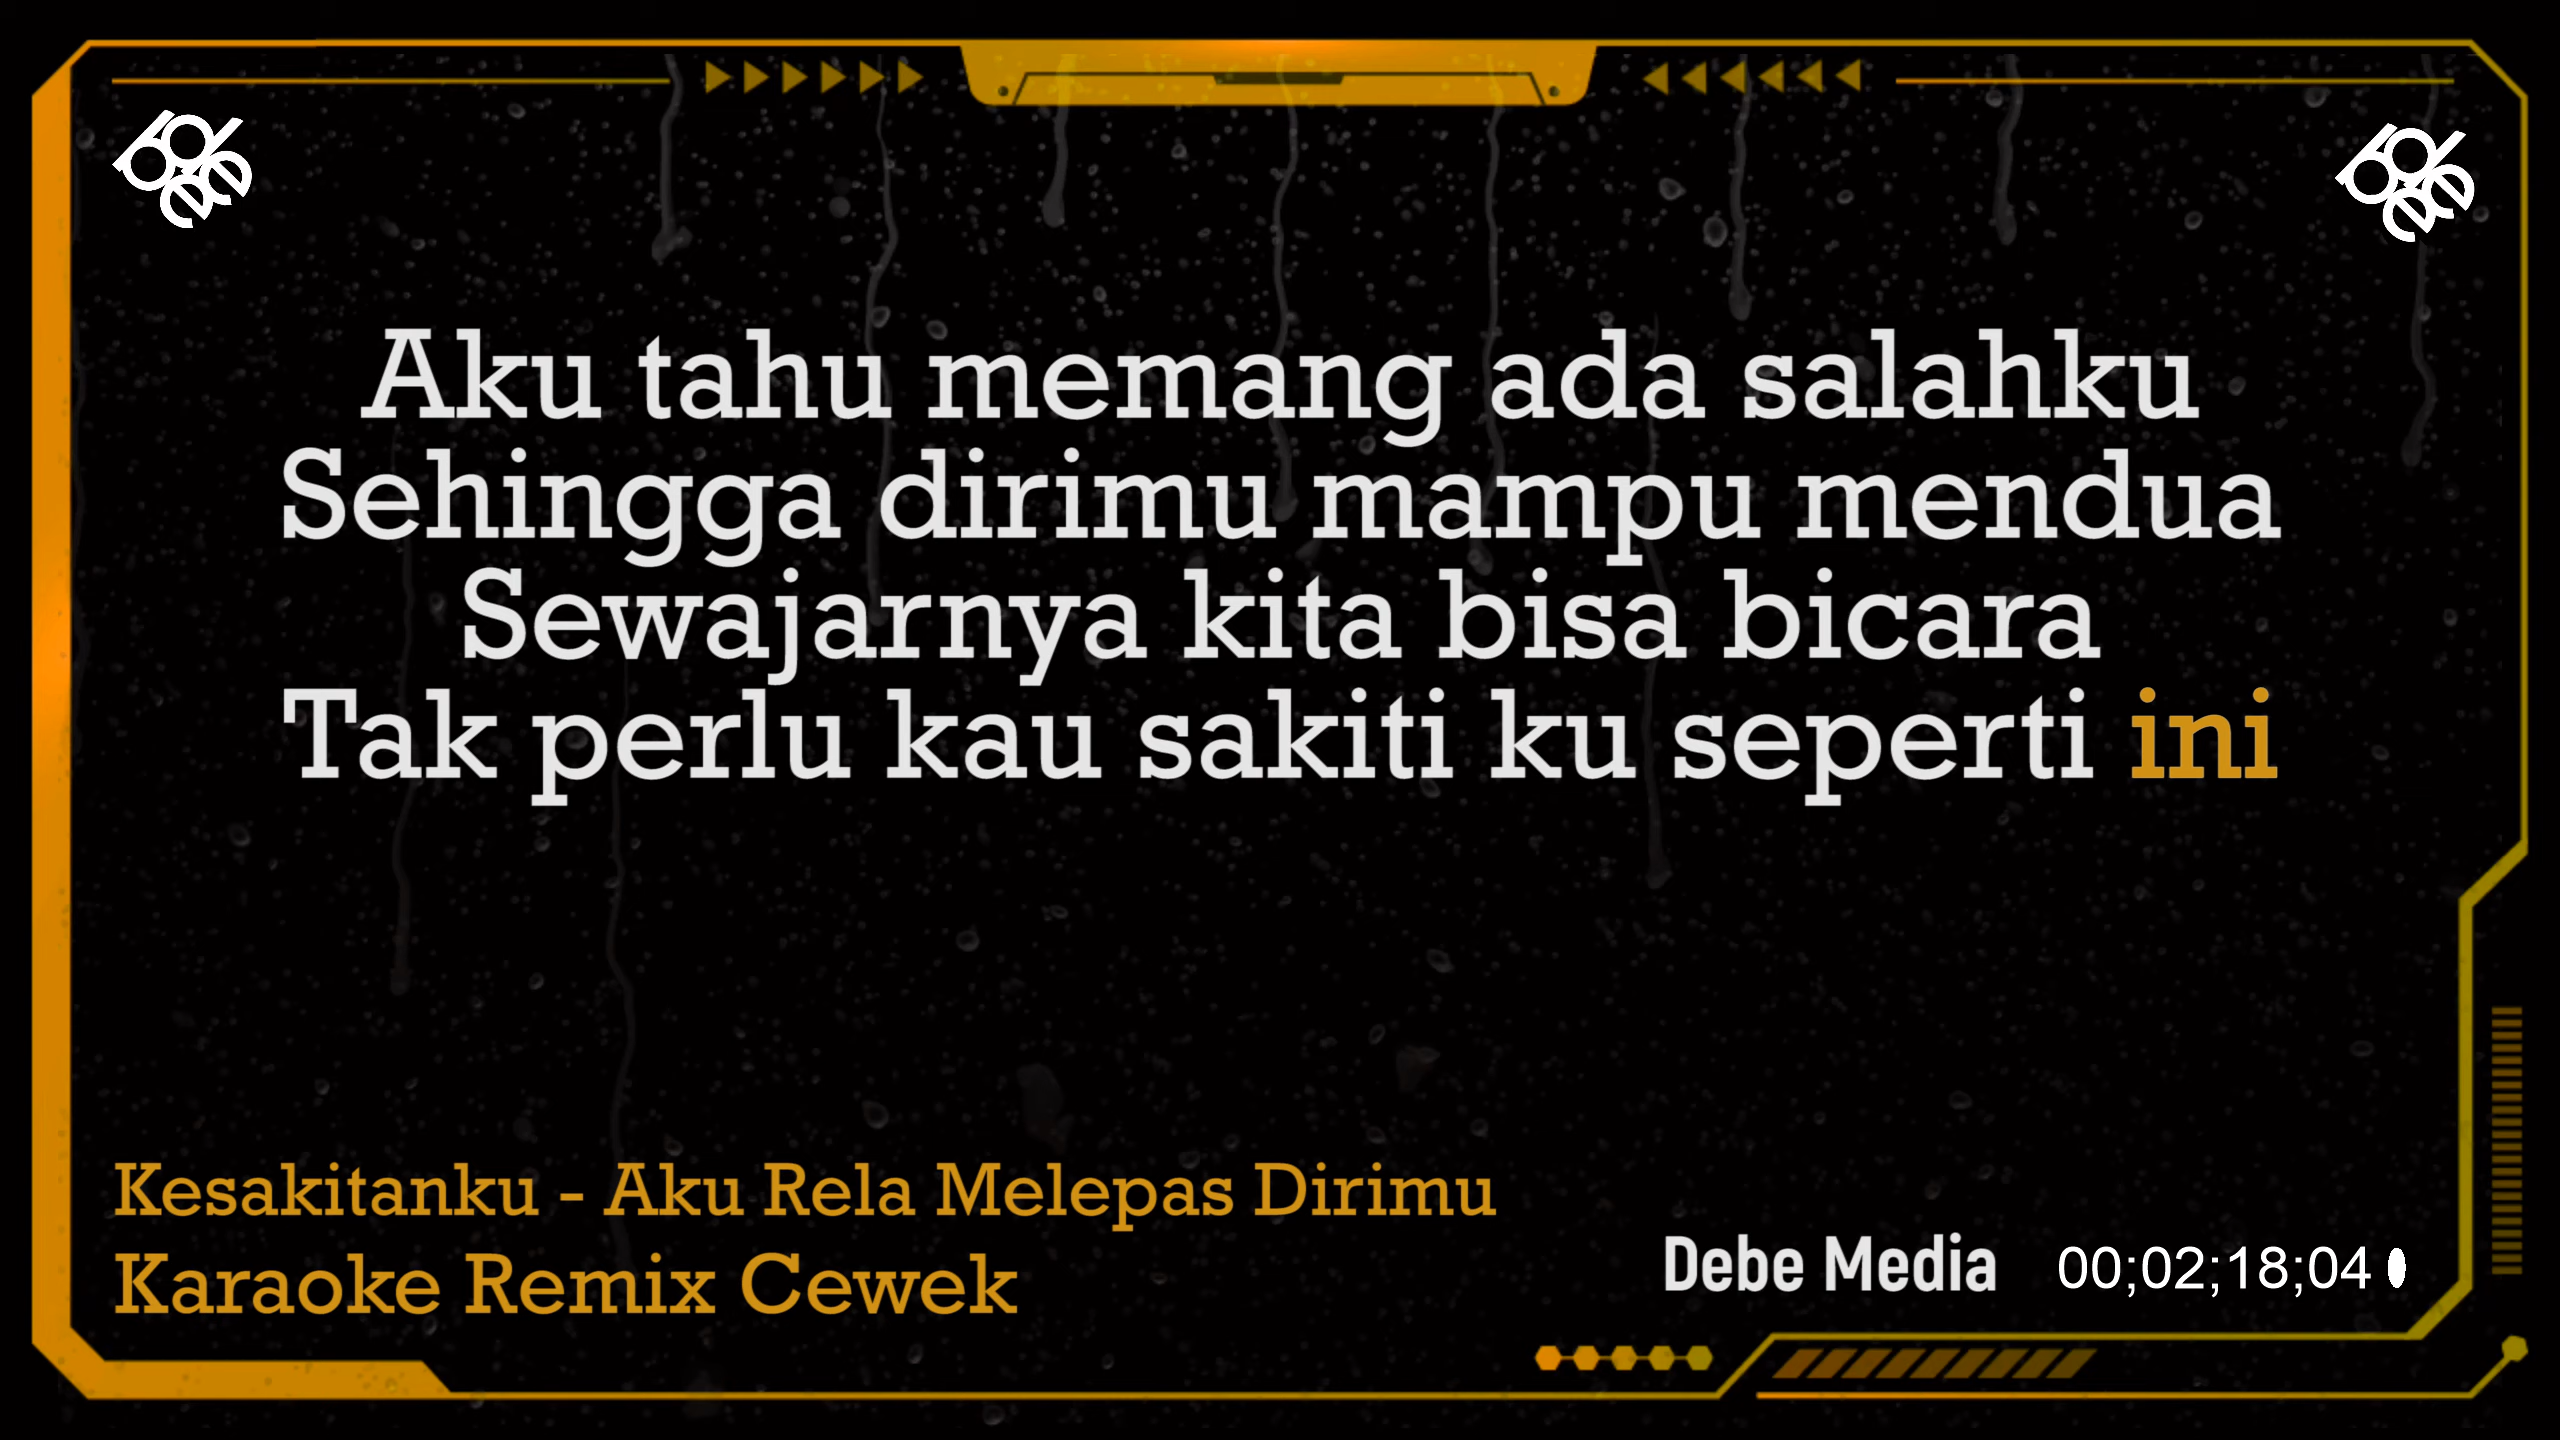 Aku tahu memang ada salahku
Sehingga dirimu mampu mendua
Sewajarnya kita bisa bicara
Tak perlu kau sakiti ku seperti ini
Kesakitanku - Aku Rela Melepas Dirimu
Karaoke Remix Cewek
Debe Media
00;02;18;04